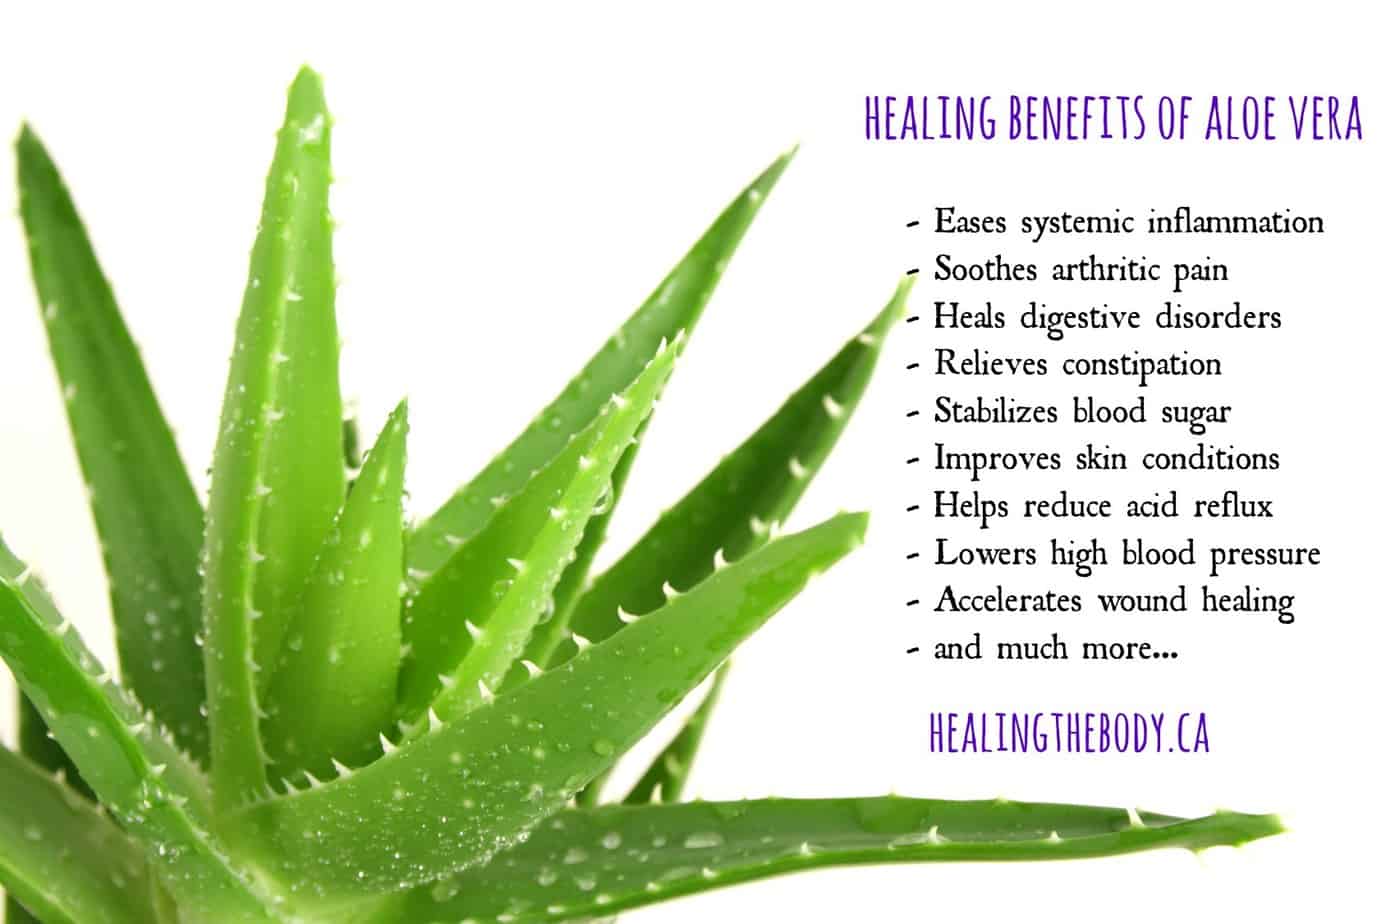 HEALING BENEFITS OF ALOE VERA
- Eases systemic inflammation
- Soothes arthritic pain
- Heals digestive disorders
- Relieves constipation
- Stabilizes blood sugar
- Improves skin conditions
- Helps reduce acid reflux
- Lowers high blood pressure
- Accelerates wound healing
- and much more...
HEALINGTHEBODY.CA